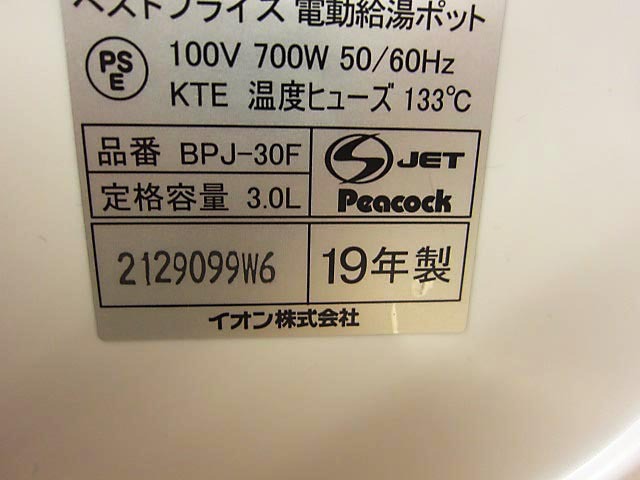 ベストプライス 電動給湯ポット
PS
E
100V 700W 50/60Hz
KTE 温度ヒューズ 133℃
品番 BPJ-30F
S JET
定格容量 3.0L
Peacock
2129099W6
19年製
イオン株式会社